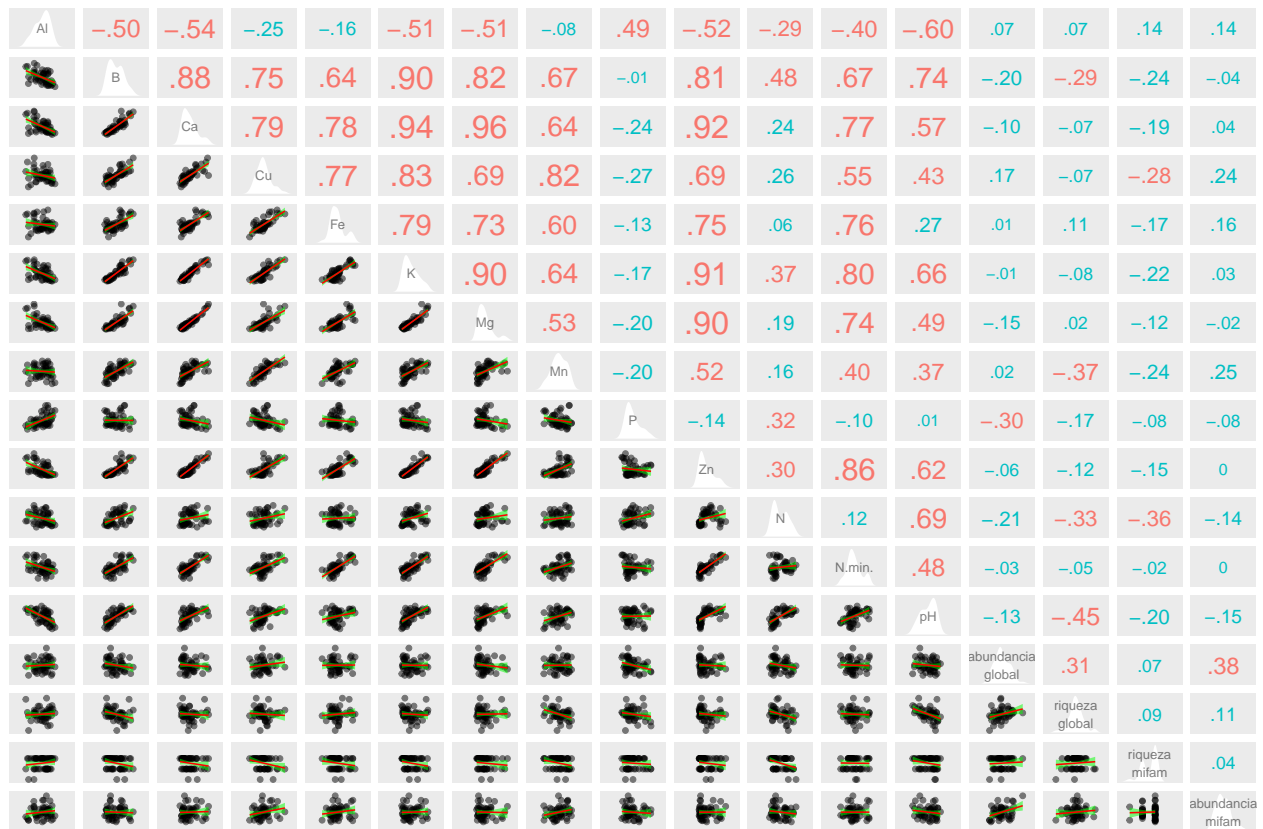 Al −.50 −.54 −.25 −.16 −.51 −.51 −.08 .49 −.52 −.29 −.40 −.60 .07 .07 .14 .14
B .88 .75 .64 .90 .82 .67 −.01 .81 .48 .67 .74 −.20 −.29 −.24 −.04
Ca .79 .78 .94 .96 .64 −.24 .92 .24 .77 .57 −.10 −.07 −.19 .04
Cu .77 .83 .69 .82 −.27 .69 .26 .55 .43 .17 −.07 −.28 .24
Fe .79 .73 .60 −.13 .75 .06 .76 .27 .01 .11 −.17 .16
K .90 .64 −.17 .91 .37 .80 .66 −.01 −.08 −.22 .03
Mg .53 −.20 .90 .19 .74 .49 −.15 .02 −.12 −.02
Mn −.20 .52 .16 .40 .37 .02 −.37 −.24 .25
P −.14 .32 −.10 .01 −.30 −.17 −.08 −.08
Zn .30 .86 .62 −.06 −.12 −.15 0
N .12 .69 −.21 −.33 −.36 −.14
N.min. .48 −.03 −.05 −.02 0
pH −.13 −.45 −.20 −.15
abundancia
global
.31 .07 .38
riqueza
global
.09 .11
riqueza
mifam
.04
abundancia
mifam